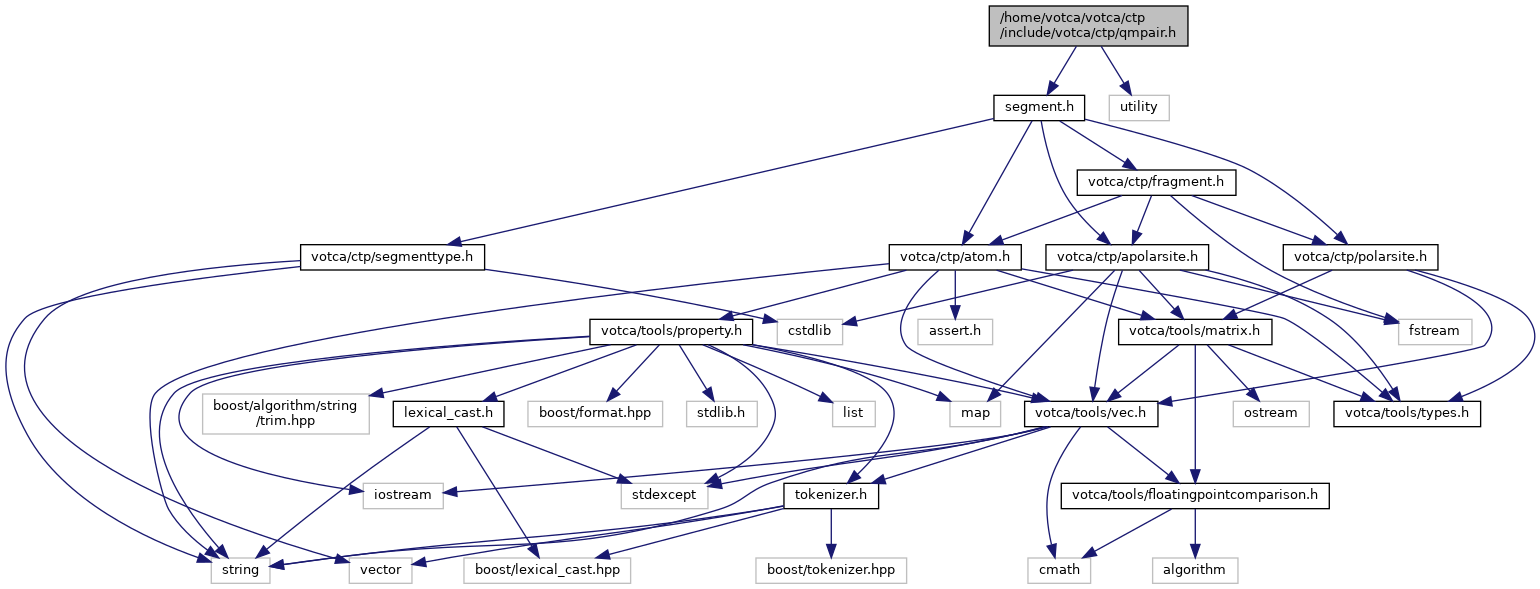 /home/votca/votca/ctp
/include/votca/ctp/qmpair.h
segment.h
utility
votca/ctp/fragment.h
votca/ctp/segmenttype.h
votca/ctp/atom.h
votca/ctp/apolarsite.h
votca/ctp/polarsite.h
votca/tools/property.h
cstdlib
assert.h
votca/tools/matrix.h
fstream
boost/algorithm/string
/trim.hpp
lexical_cast.h
boost/format.hpp
stdlib.h
list
map
votca/tools/vec.h
ostream
votca/tools/types.h
iostream
stdexcept
tokenizer.h
votca/tools/floatingpointcomparison.h
string
vector
boost/lexical_cast.hpp
boost/tokenizer.hpp
cmath
algorithm